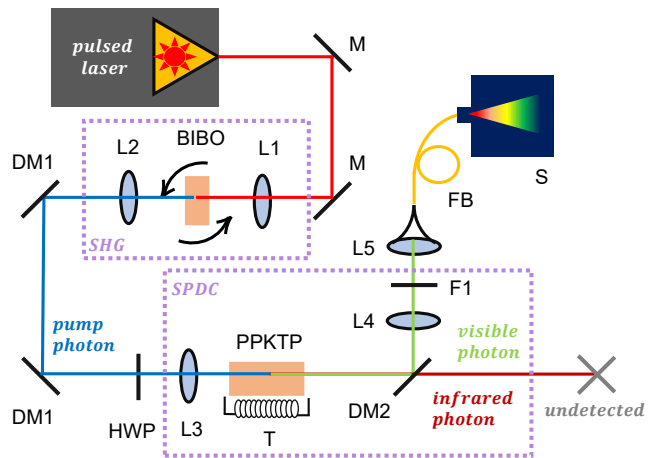 pulsed
laser
M
BIBO
L2
L1
DM1
M
S
FB
SHG
L5
SPDC
F1
L4
pump
photon
PPKTP
visible
photon
DM1
HWP
L3
T
DM2
infrared
photon
undetected